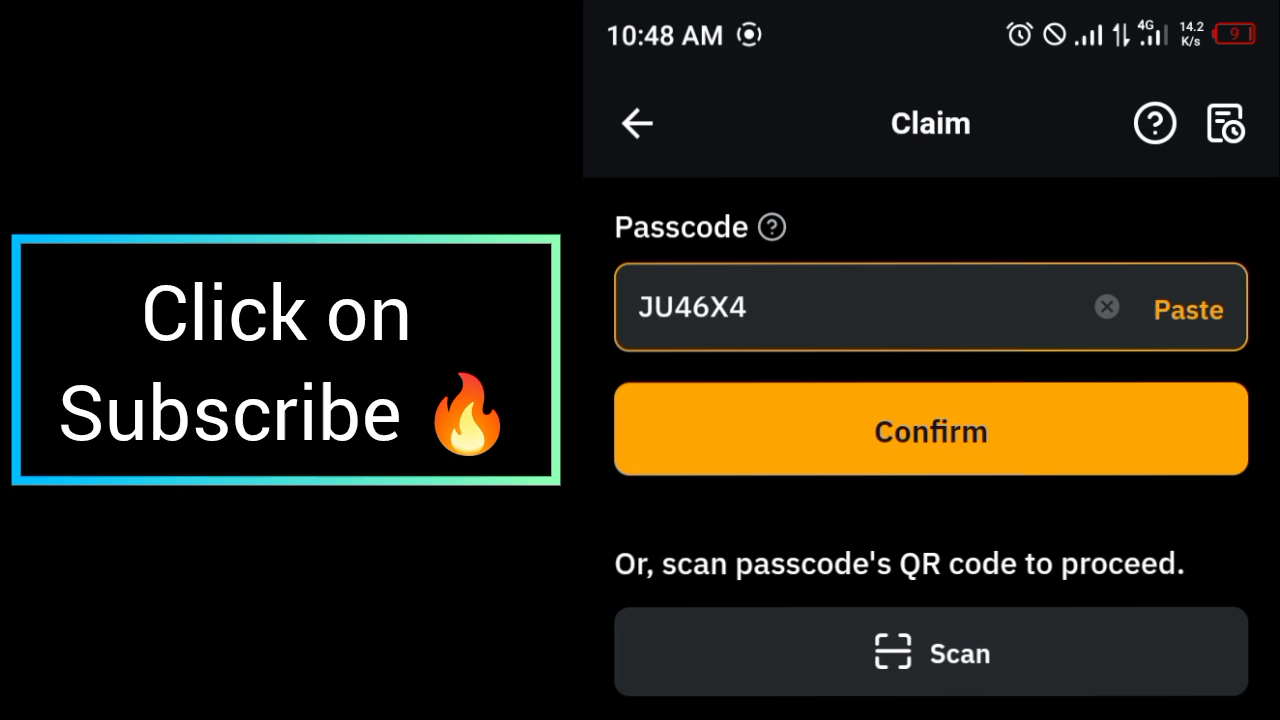 Click on
Subscribe 🔥
10:48 AM
4G 14.2 K/s 9
Claim
Passcode
JU46X4
Paste
Confirm
Or, scan passcode's QR code to proceed.
Scan